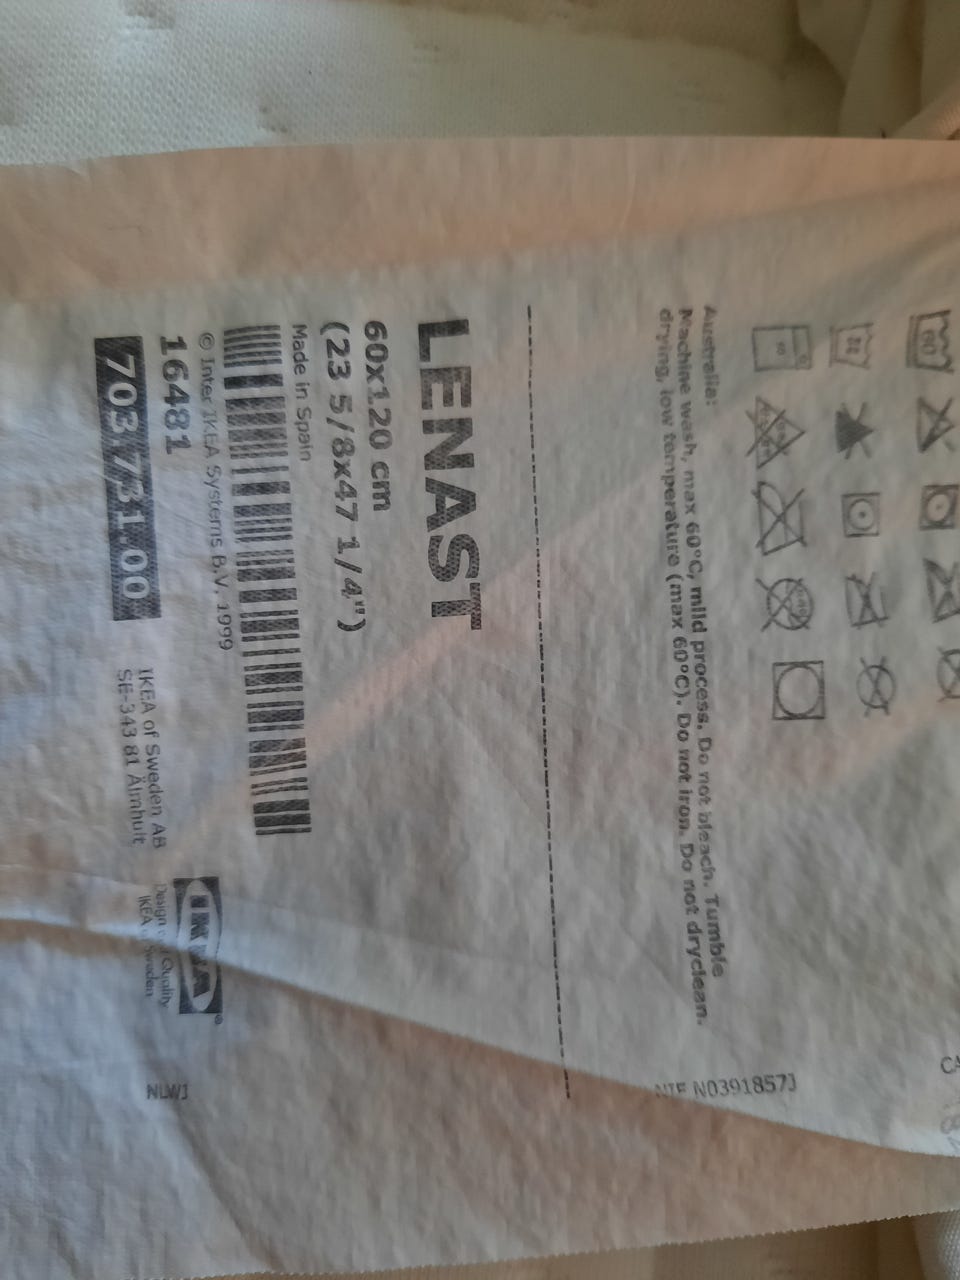 60
Australia:
Machine wash, max 60°C, mild process. Do not bleach. Tumble
drying, low temperature (max 60°C). Do not iron. Do not dryclean.
NIF N0391857J
LENAST
60x120 cm
(23 5/8x47 1/4")
Made in Spain
© Inter IKEA Systems B.V. 1999
16481
703.731.00
IKEA of Sweden AB
SE-343 81 Älmhult
IKEA®
Design and Quality
IKEA of Sweden
NLW1